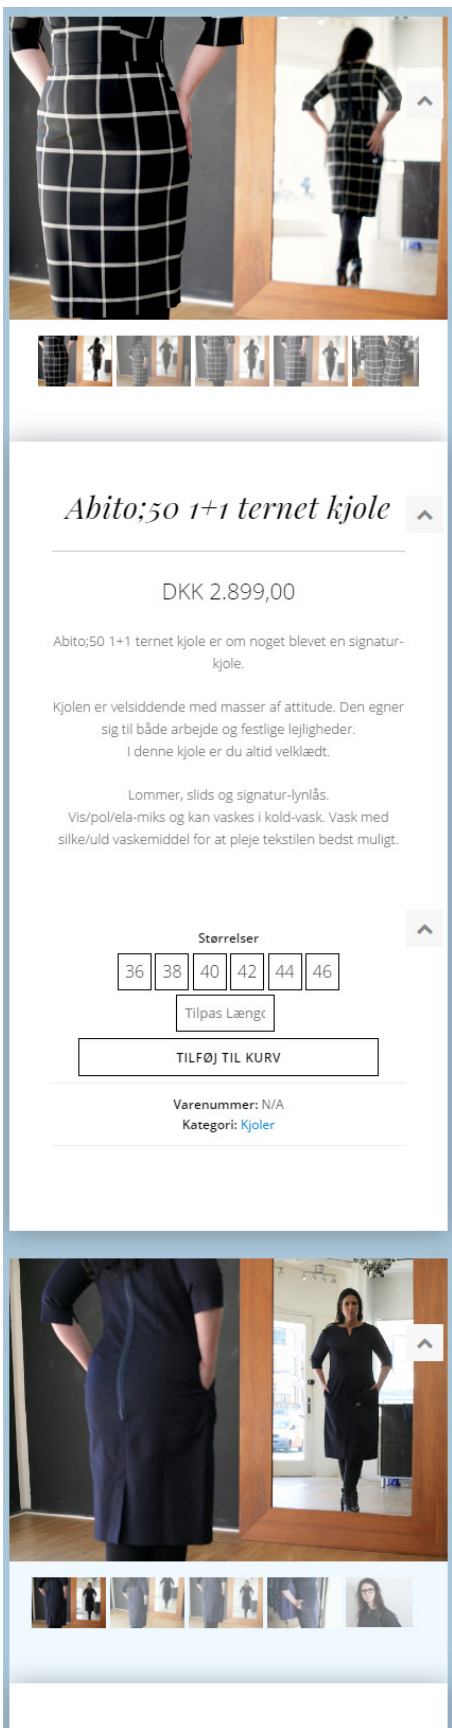 Abito;50 1+1 ternet kjole
DKK 2.899,00
Abito;50 1+1 ternet kjole er om noget blevet en signatur-
kjole.
Kjolen er velsiddende med masser af attitude. Den egner
sig til både arbejde og festlige lejligheder.
I denne kjole er du altid velklædt.
Lommer, slids og signatur-lynlås.
Vis/pol/ela-miks og kan vaskes i kold-vask. Vask med
silke/uld vaskemiddel for at pleje tekstilen bedst muligt.
Størrelser
36 38 40 42 44 46
Tilpas Længd
TILFØJ TIL KURV
Varenummer: N/A
Kategori: Kjoler